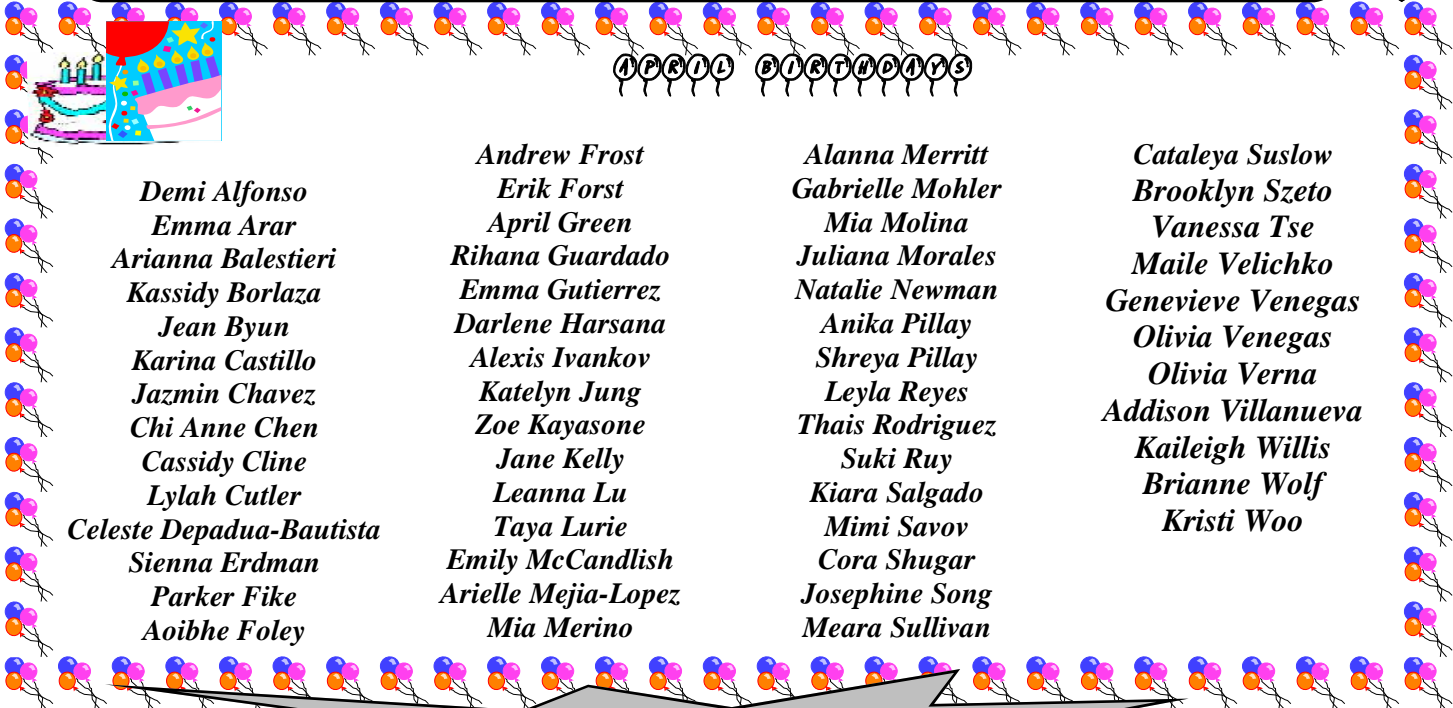 APRIL BIRTHDAYS
Demi Alfonso
Emma Arar
Arianna Balestieri
Kassidy Borlaza
Jean Byun
Karina Castillo
Jazmin Chavez
Chi Anne Chen
Cassidy Cline
Lylah Cutler
Celeste Depadua-Bautista
Sienna Erdman
Parker Fike
Aoibhe Foley
Andrew Frost
Erik Forst
April Green
Rihana Guardado
Emma Gutierrez
Darlene Harsana
Alexis Ivankov
Katelyn Jung
Zoe Kayasone
Jane Kelly
Leanna Lu
Taya Lurie
Emily McCandlish
Arielle Mejia-Lopez
Mia Merino
Alanna Merritt
Gabrielle Mohler
Mia Molina
Juliana Morales
Natalie Newman
Anika Pillay
Shreya Pillay
Leyla Reyes
Thais Rodriguez
Suki Ruy
Kiara Salgado
Mimi Savov
Cora Shugar
Josephine Song
Meara Sullivan
Cataleya Suslow
Brooklyn Szeto
Vanessa Tse
Maile Velichko
Genevieve Venegas
Olivia Venegas
Olivia Verna
Addison Villanueva
Kaileigh Willis
Brianne Wolf
Kristi Woo